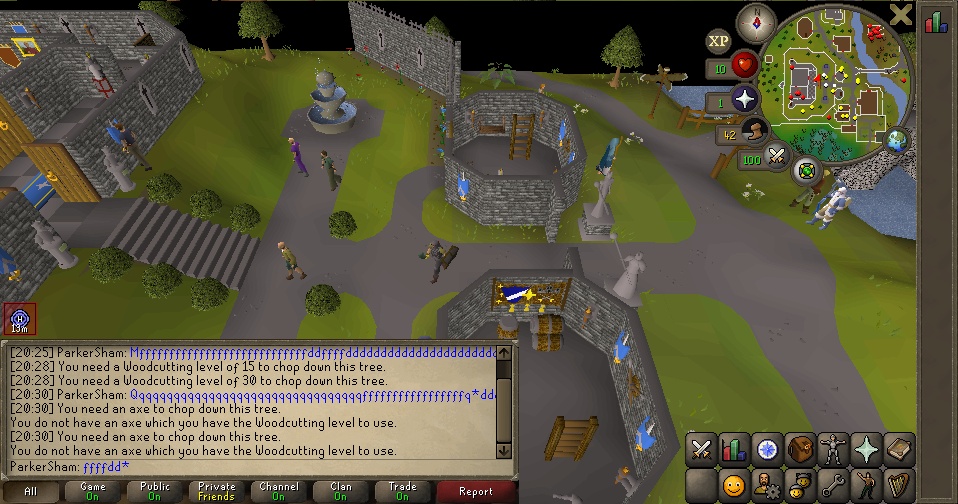 N
XP
10
1
42
100
13m
[20:25] ParkerSham:
[20:28] You need a Woodcutting level of 15 to chop down this tree.
[20:28] You need a Woodcutting level of 30 to chop down this tree.
[20:30] ParkerSham:
[20:30] You need an axe to chop down this tree.
You do not have an axe which you have the Woodcutting level to use.
[20:30] You need an axe to chop down this tree.
You do not have an axe which you have the Woodcutting level to use.
ParkerSham: ffffdd*
All Game On Public On Private Friends Channel On Clan On Trade On Report